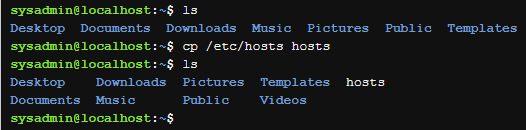 sysadmin@localhost:~$ ls
Desktop  Documents  Downloads  Music  Pictures  Public  Templates
sysadmin@localhost:~$ cp /etc/hosts hosts
sysadmin@localhost:~$ ls
Desktop    Downloads  Pictures  Templates  hosts
Documents  Music      Public    Videos
sysadmin@localhost:~$